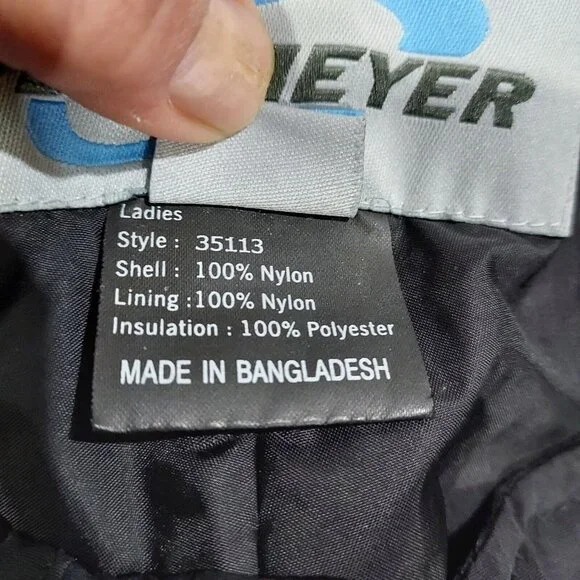 MEYER
Ladies
Style : 35113
Shell : 100% Nylon
Lining :100% Nylon
Insulation : 100% Polyester
MADE IN BANGLADESH